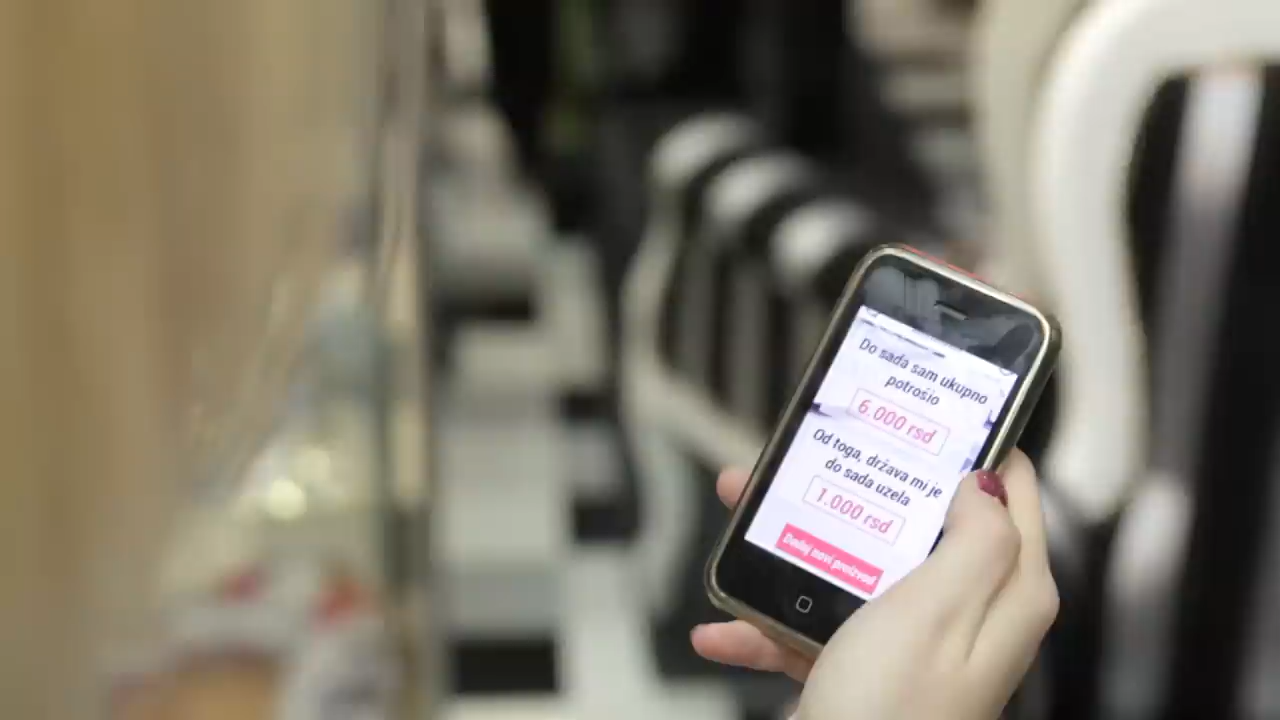 Do sada sam ukupno
potrošio
6.000 rsd
Od toga, država mi je
do sada uzela
1.000 rsd
Dodaj novi proizvod